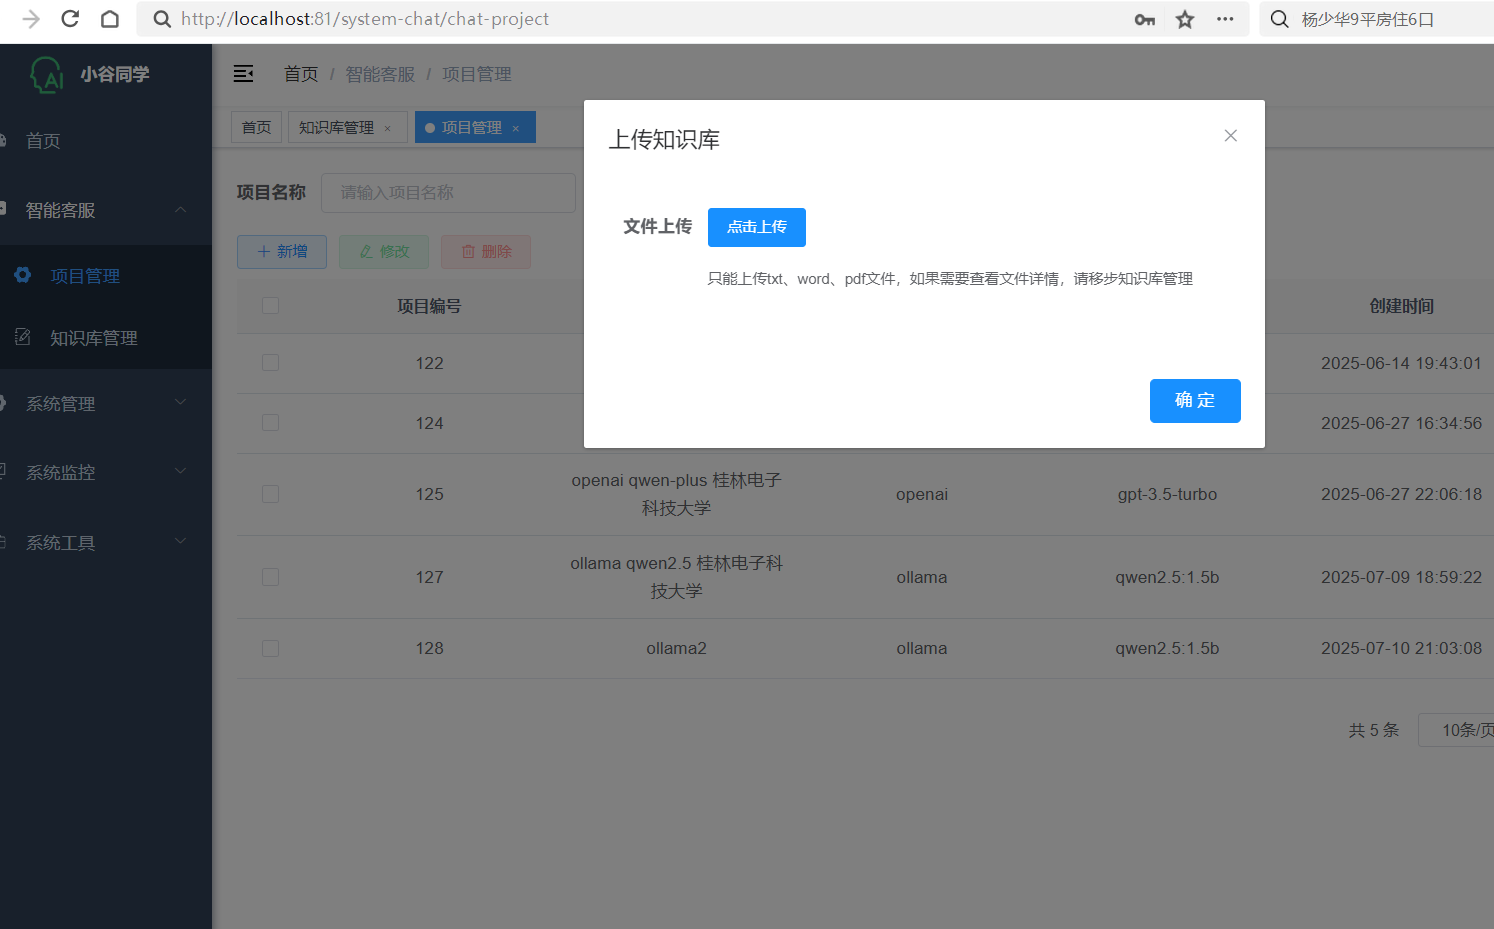 http://localhost:81/system-chat/chat-project
杨少华9平房住6口
小谷同学
首页 / 智能客服 / 项目管理
首页
知识库管理 ×
项目管理 ×
首页
智能客服
项目管理
知识库管理
系统管理
系统监控
系统工具
项目名称
请输入项目名称
+ 新增
修改
删除
上传知识库
文件上传
点击上传
只能上传txt、word、pdf文件，如果需要查看文件详情，请移步知识库管理
确 定
项目编号 创建时间
122 2025-06-14 19:43:01
124 2025-06-27 16:34:56
125 openai qwen-plus 桂林电子 openai gpt-3.5-turbo 2025-06-27 22:06:18
科技大学
127 ollama qwen2.5 桂林电子科 ollama qwen2.5:1.5b 2025-07-09 18:59:22
技大学
128 ollama2 ollama qwen2.5:1.5b 2025-07-10 21:03:08
共 5 条
10条/页